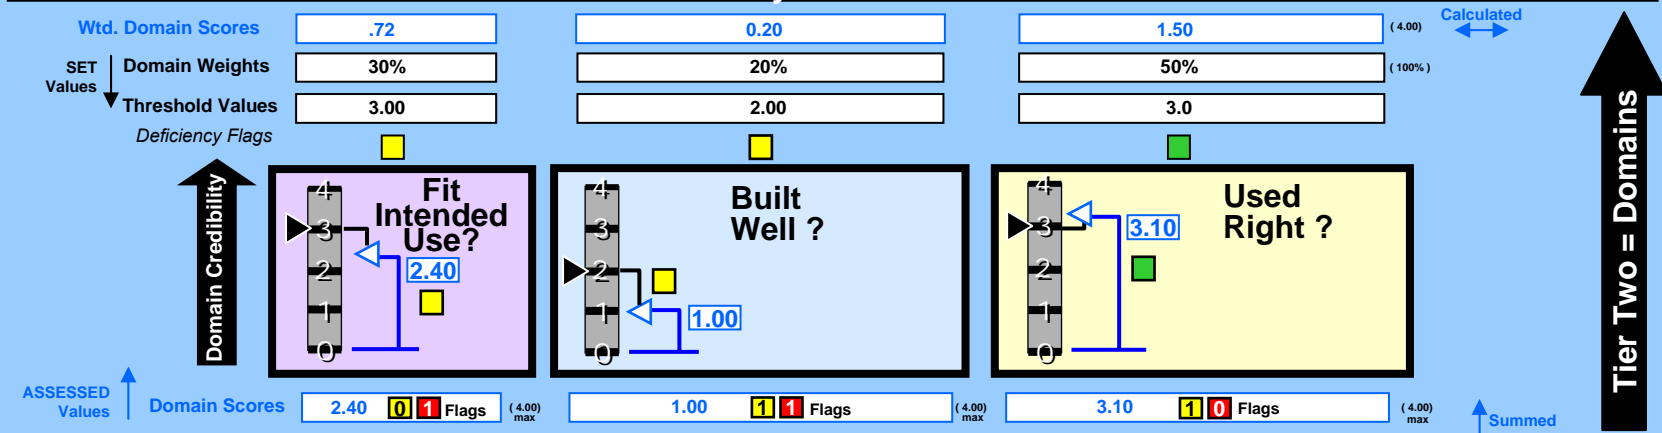 Wtd. Domain Scores .72 0.20 1.50 ( 4.00) Calculated
SET Values Domain Weights 30% 20% 50% ( 100% )
Threshold Values 3.00 2.00 3.0
Deficiency Flags
Domain Credibility
4 3 2 1 0
Fit
Intended
Use?
2.40
4 3 2 1 0
Built
Well ?
1.00
4 3 2 1 0
Used
Right ?
3.10
Tier Two = Domains
ASSESSED Values Domain Scores 2.40 0 1 Flags ( 4.00) max 1.00 1 1 Flags (4.00) max 3.10 1 0 Flags (4.00) max
Summed